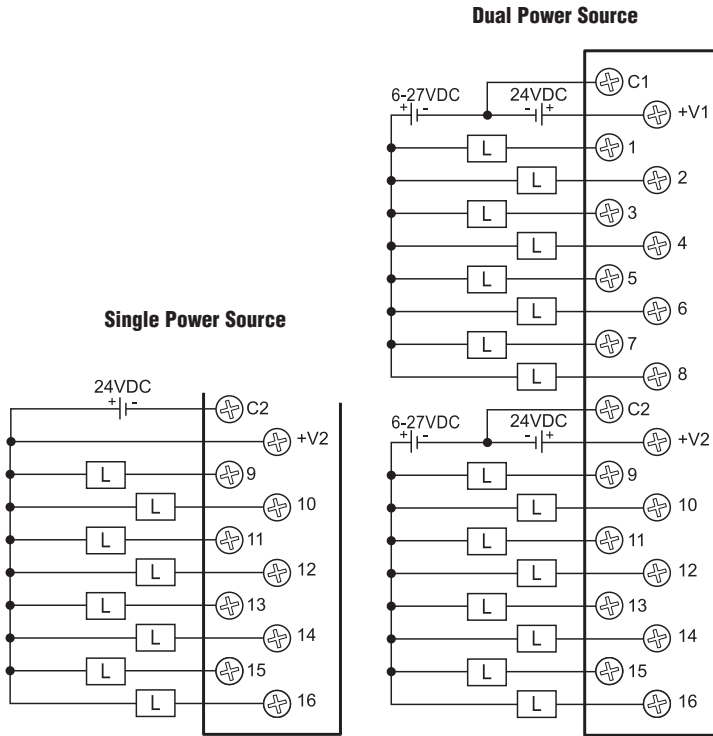 Dual Power Source
C1
6-27VDC 24VDC
+ - - + +V1
L 1
L 2
L 3
L 4
L 5
L 6
L 7
L 8
C2
6-27VDC 24VDC
+ - - + +V2
L 9
L 10
L 11
L 12
L 13
L 14
L 15
L 16
Single Power Source
24VDC
+ - C2
+V2
L 9
L 10
L 11
L 12
L 13
L 14
L 15
L 16